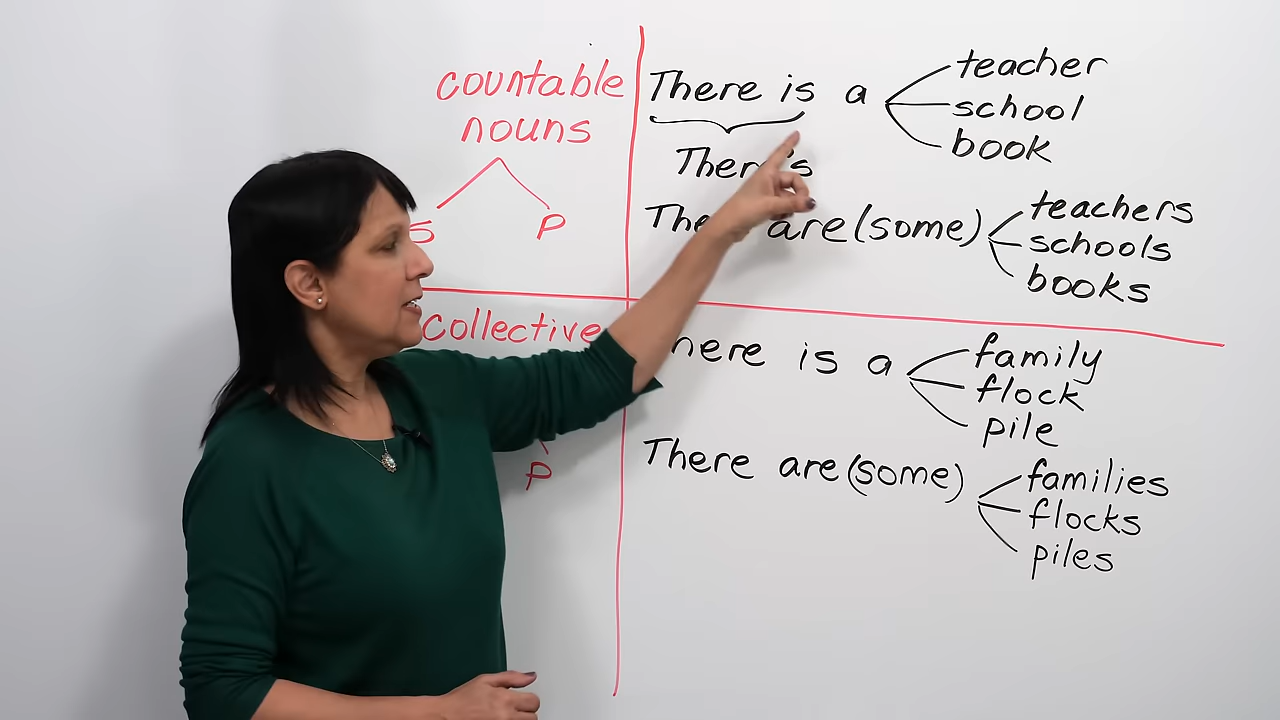 countable
nouns
S P
There is a
teacher
school
book
There's
are (some)
teachers
schools
books
collective
P
is a
family
flock
pile
There are (some)
families
flocks
piles